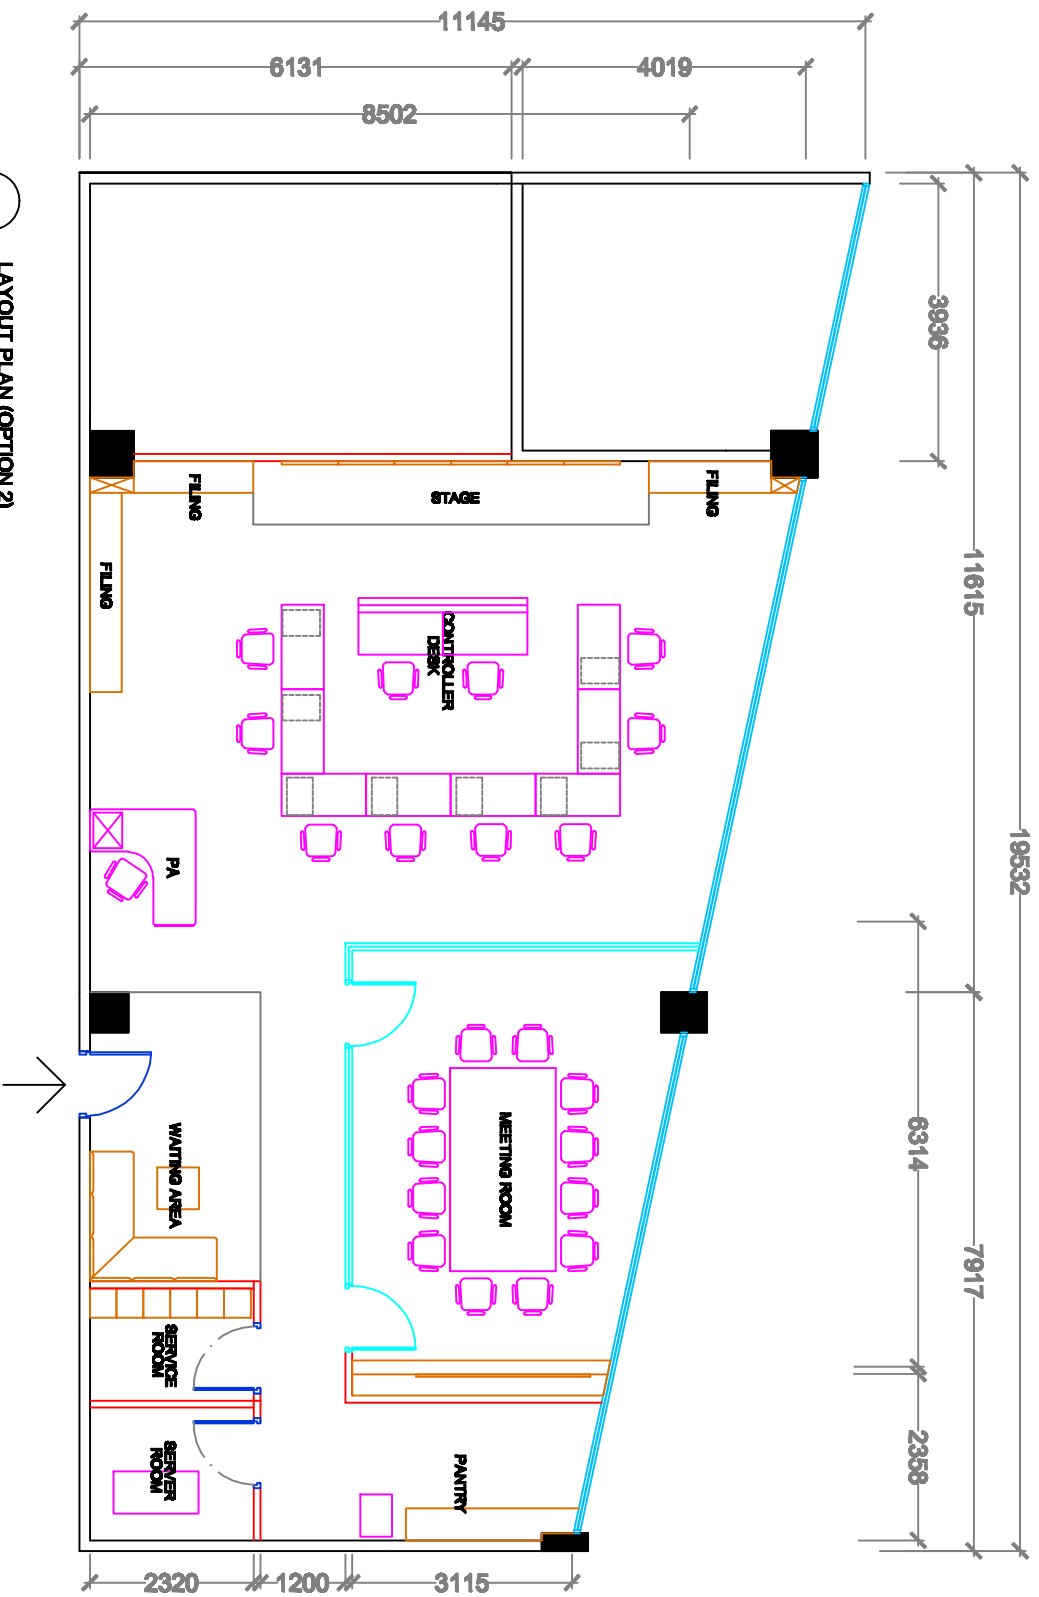 11145
6131
4019
8502
3936
11615
19532
6314
7917
2358
2320
1200
3115
LAYOUT PLAN (OPTION 2)
FILING
STAGE
FILING
FILING
CONTROLLER
DESK
PA
WAITING AREA
MEETING ROOM
SERVICE
ROOM
SERVER
ROOM
PANTRY